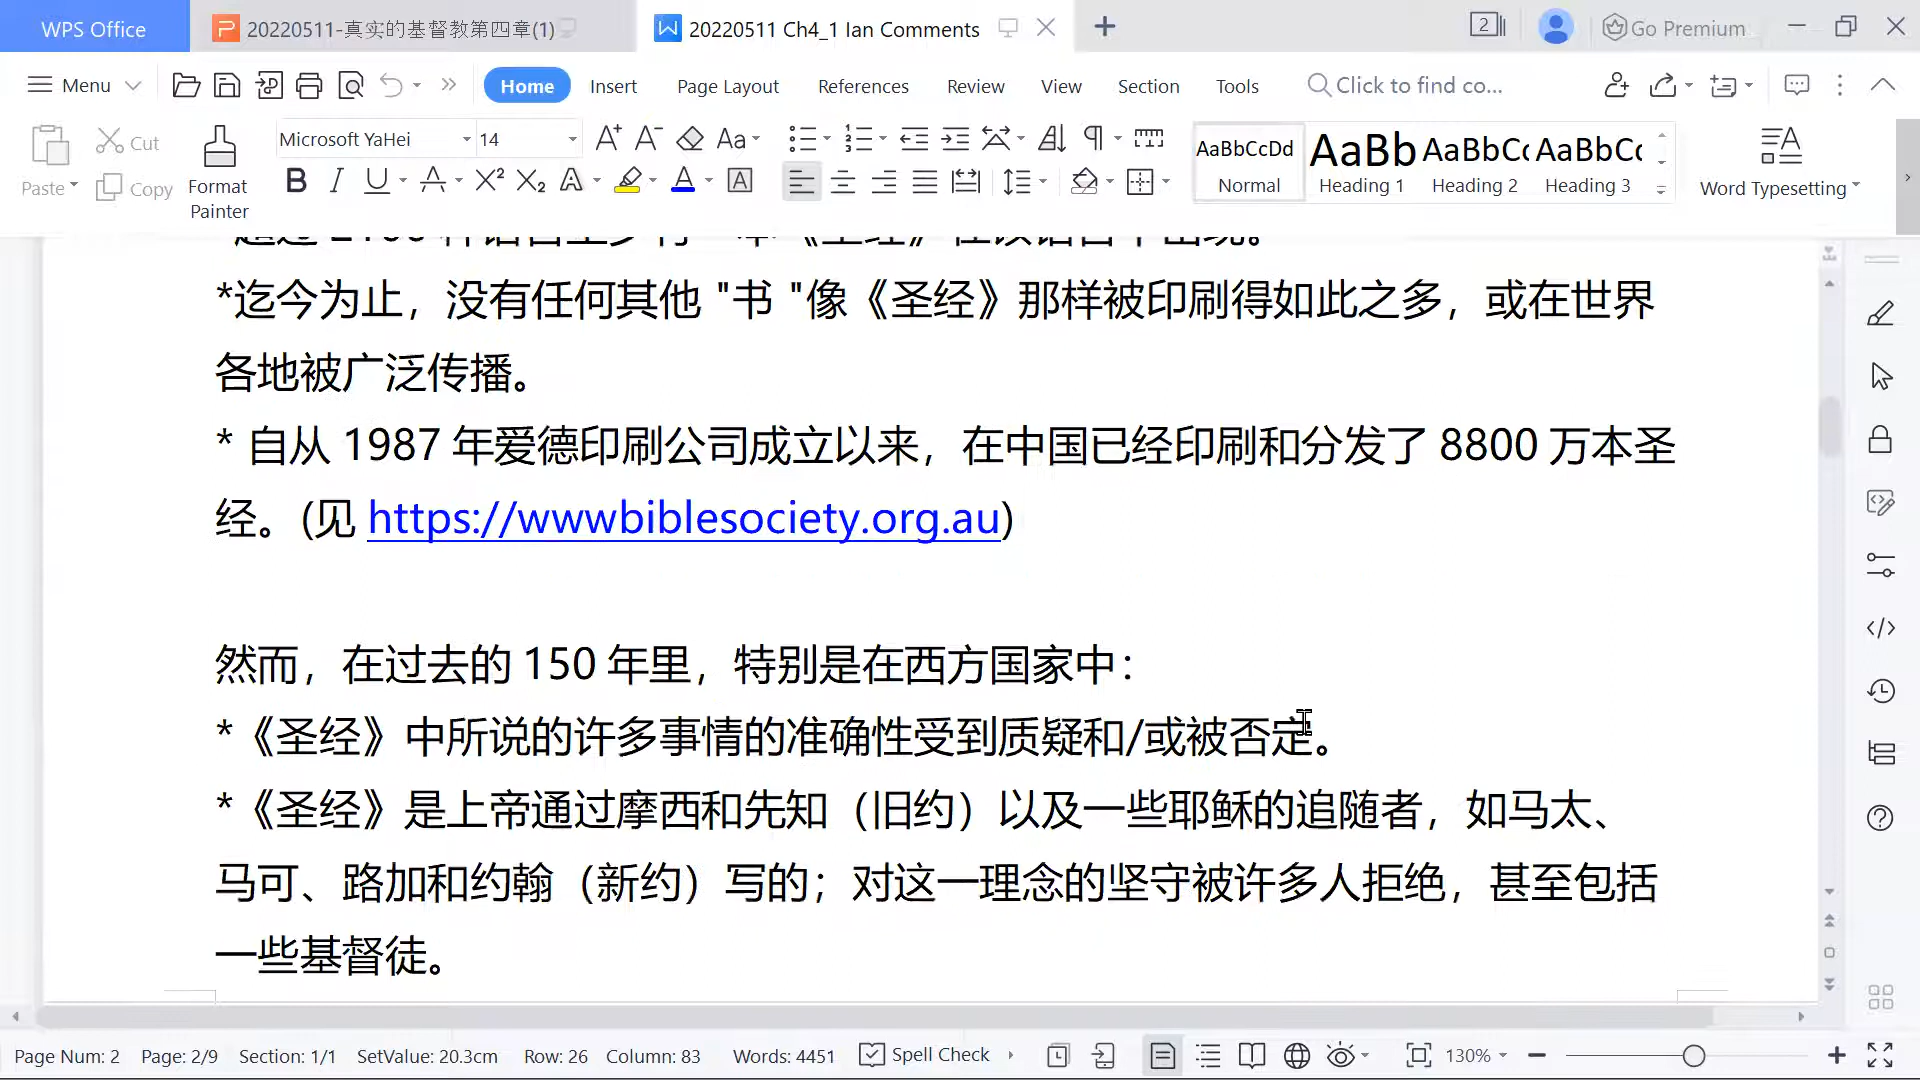 WPS Office
20220511-真实的基督教第四章(1)
20220511 Ch4_1 Ian Comments
2
Go Premium
Menu
Home
Insert
Page Layout
References
Review
View
Section
Tools
Click to find co...
Paste
Cut
Copy
Format Painter
Microsoft YaHei
14
AaBbCcDd
Normal
AaBb
Heading 1
AaBbC
Heading 2
AaBbC
Heading 3
Word Typesetting
*迄今为止，没有任何其他 "书 "像《圣经》那样被印刷得如此之多，或在世界
各地被广泛传播。
* 自从 1987 年爱德印刷公司成立以来，在中国已经印刷和分发了 8800 万本圣
经。(见 https://wwwbiblesociety.org.au)
然而，在过去的 150 年里，特别是在西方国家中：
*《圣经》中所说的许多事情的准确性受到质疑和/或被否定。
*《圣经》是上帝通过摩西和先知（旧约）以及一些耶稣的追随者，如马太、
马可、路加和约翰（新约）写的；对这一理念的坚守被许多人拒绝，甚至包括
一些基督徒。
Page Num: 2 Page: 2/9 Section: 1/1 SetValue: 20.3cm Row: 26 Column: 83 Words: 4451 Spell Check 130%